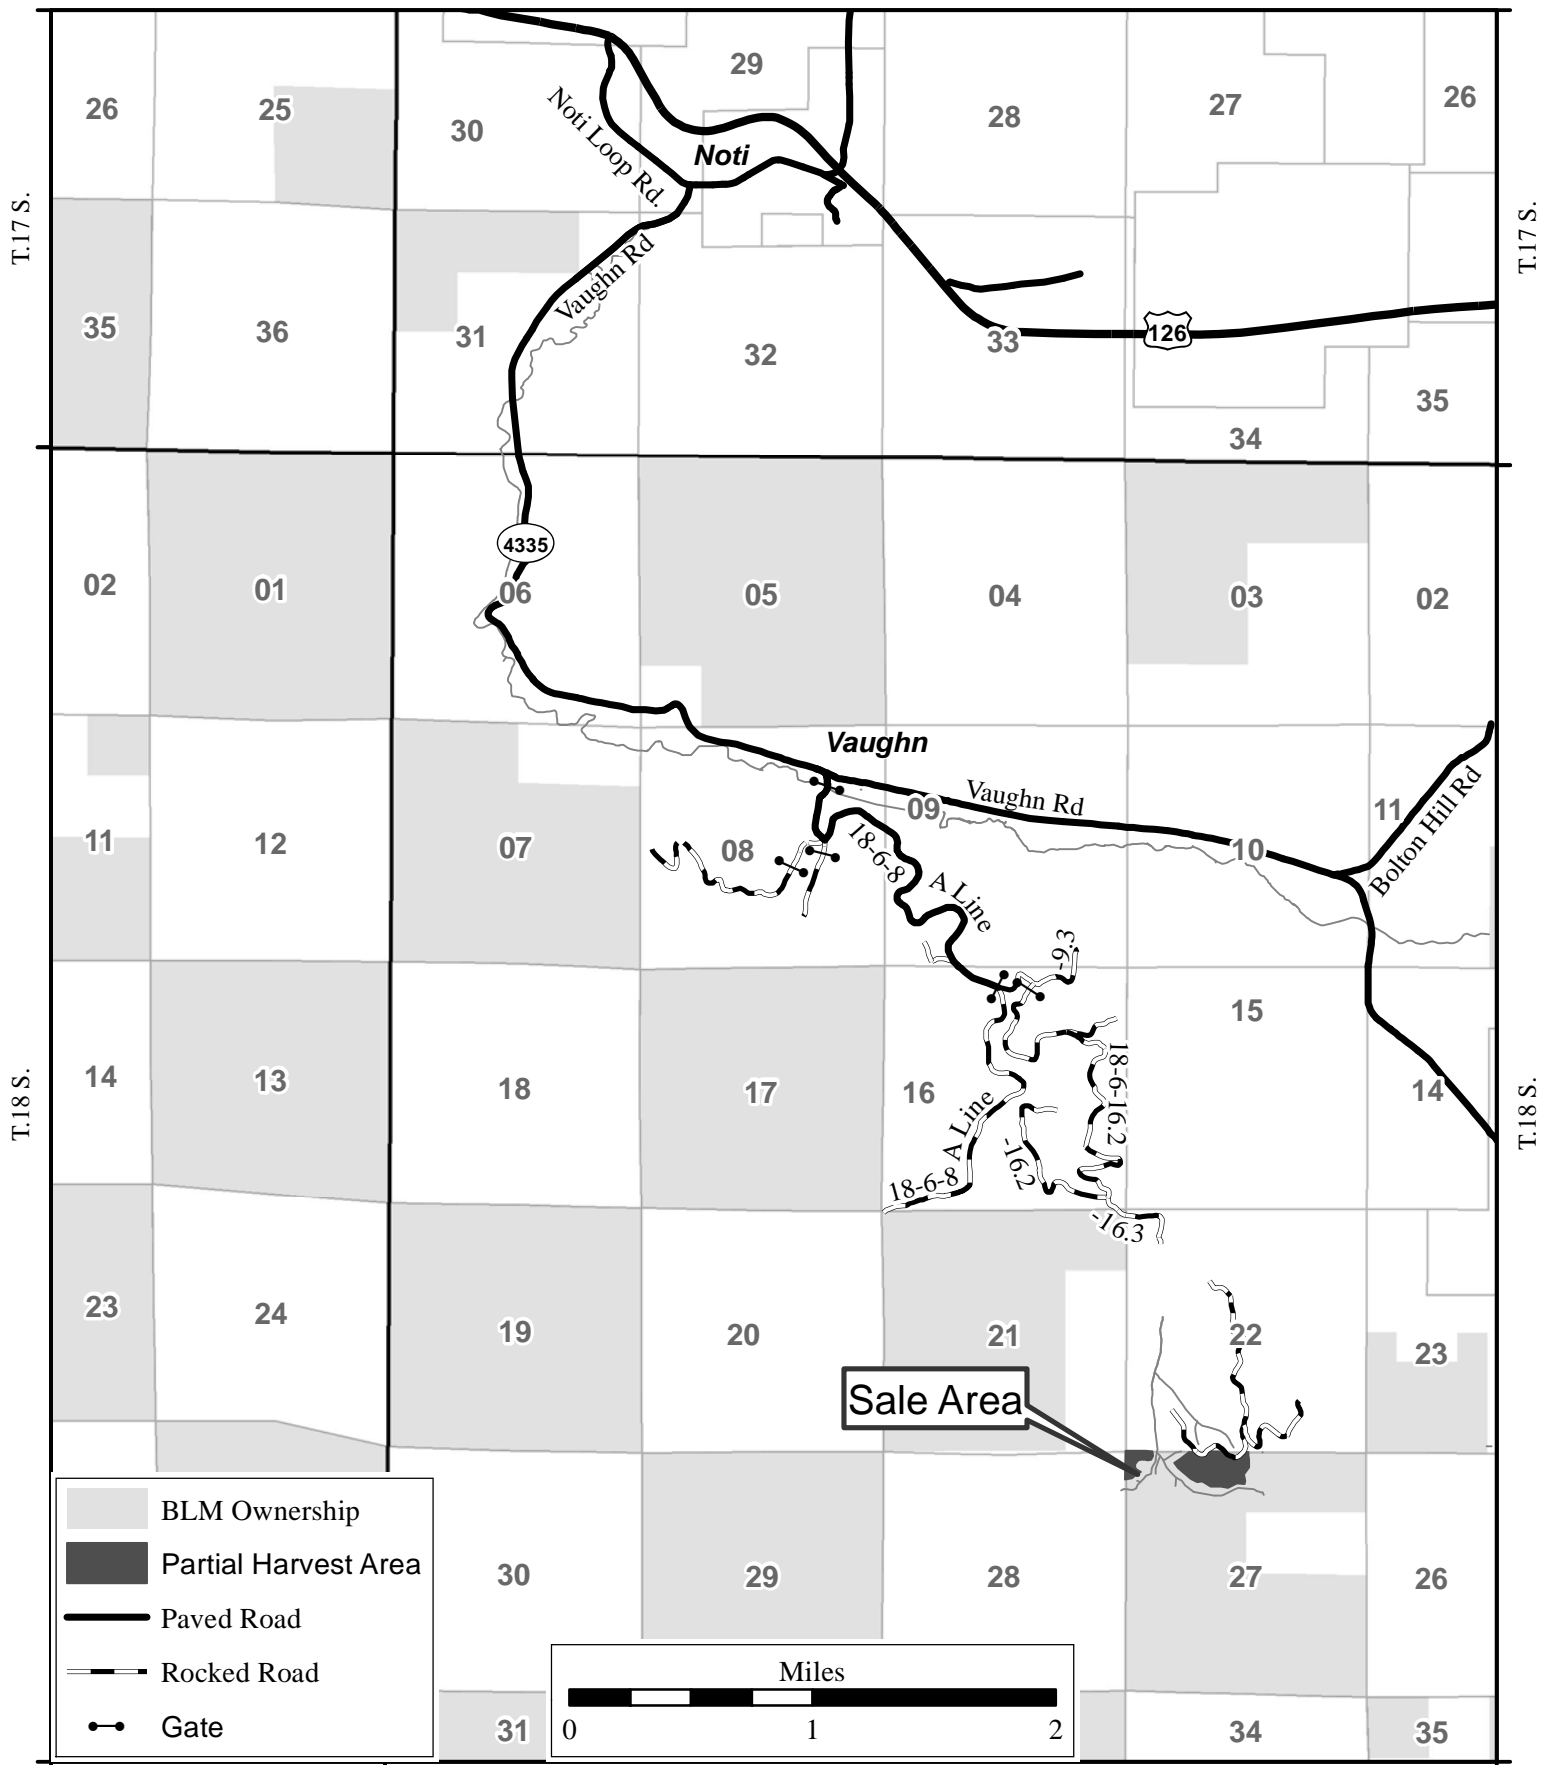 29
26
25
30
28
27
26
Noti Loop Rd.
Noti
T.17 S.
T.17 S.
Vaughn Rd
35
36
31
32
33
126
35
34
4335
02
01
06
05
04
03
02
Vaughn
Vaughn Rd
11
12
07
08
09
10
11
Bolton Hill Rd
18-6-8
A Line
-9.3
15
14
13
18
17
16
14
T.18 S.
T.18 S.
18-6-16.2
A Line
-16.2
18-6-8
-16.3
23
24
19
20
21
22
23
Sale Area
30
29
28
27
26
31
34
35
BLM Ownership
Partial Harvest Area
Paved Road
Rocked Road
Gate
Miles
0 1 2